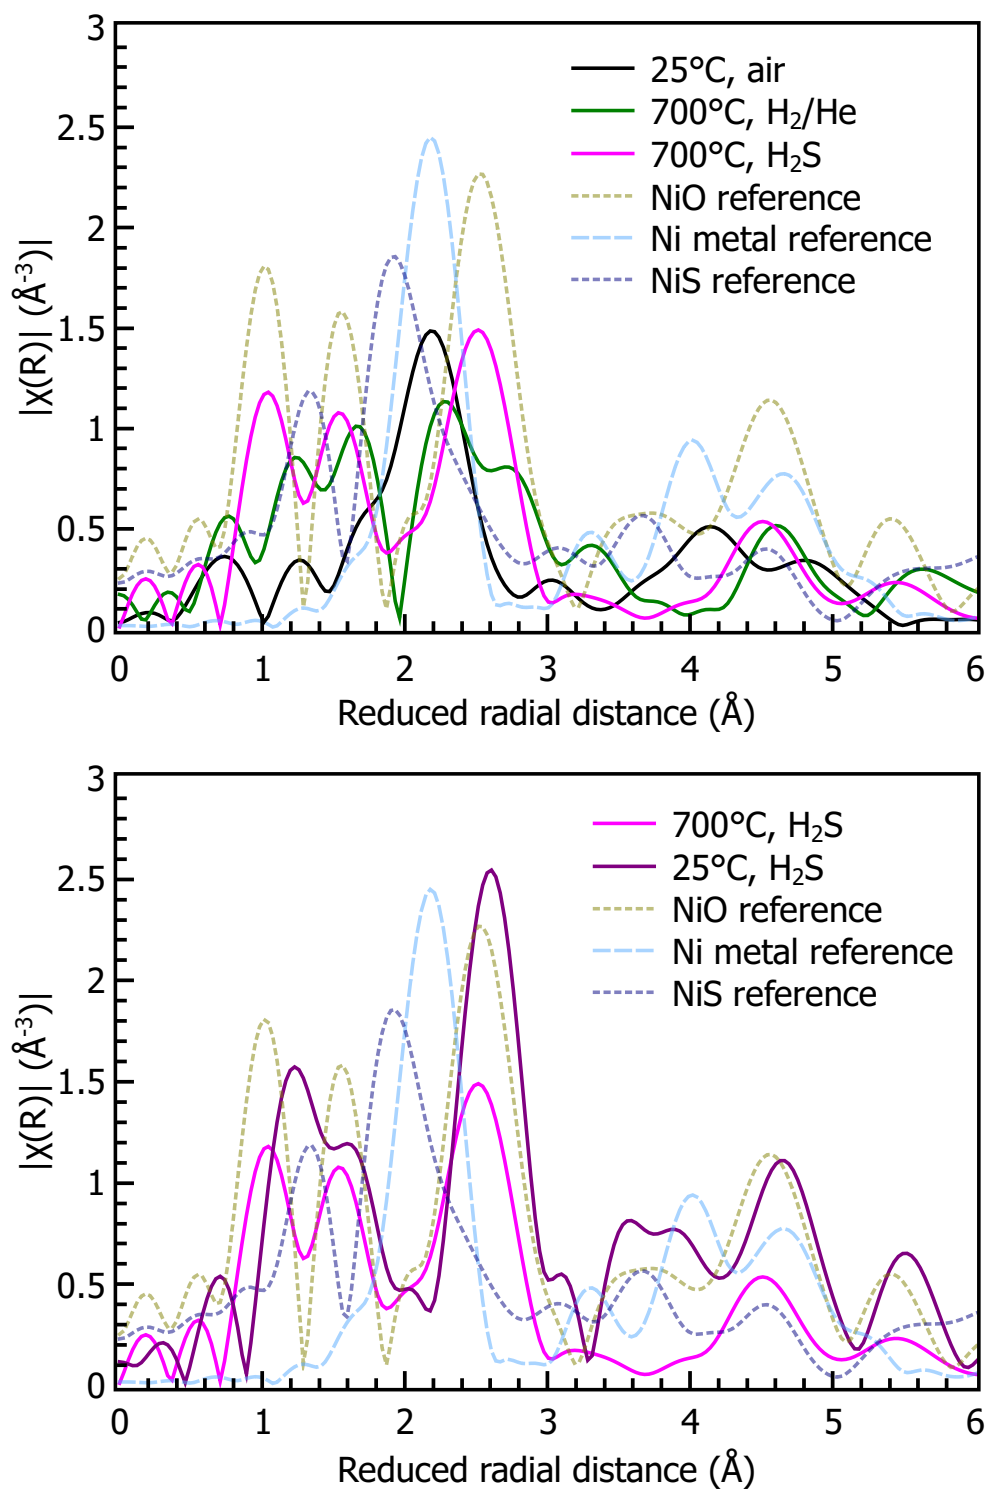 3
2.5
2
1.5
1
0.5
0
|χ(R)| (Å⁻³)
25°C, air
700°C, H₂/He
700°C, H₂S
NiO reference
Ni metal reference
NiS reference
0 1 2 3 4 5 6
Reduced radial distance (Å)
3
2.5
2
1.5
1
0.5
0
|χ(R)| (Å⁻³)
700°C, H₂S
25°C, H₂S
NiO reference
Ni metal reference
NiS reference
0 1 2 3 4 5 6
Reduced radial distance (Å)